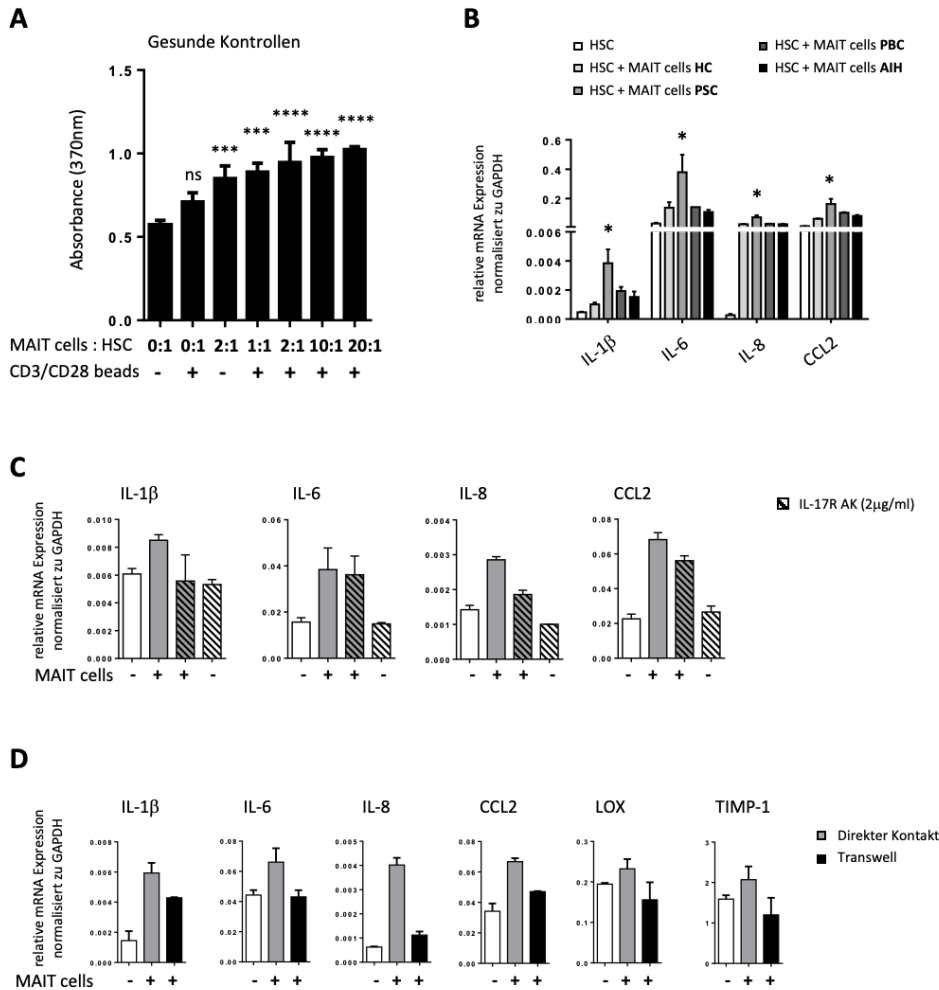 A
Gesunde Kontrollen
Absorbance (370nm)
1.5
1.0
0.5
0.0
ns
***
***
****
****
****
MAIT cells : HSC 0:1 0:1 2:1 1:1 2:1 10:1 20:1
CD3/CD28 beads - + - + + + +
B
HSC
HSC + MAIT cells HC
HSC + MAIT cells PSC
HSC + MAIT cells PBC
HSC + MAIT cells AIH
relative mRNA Expression
normalisiert zu GAPDH
0.6
0.4
0.2
0.006
0.004
0.002
0.000
* * * *
IL-1β IL-6 IL-8 CCL2
C
IL-1β IL-6 IL-8 CCL2
IL-17R AK (2µg/ml)
relative mRNA Expression
normalisiert zu GAPDH
0.010 0.06 0.004 0.08
0.008 0.04 0.003 0.06
0.006 0.02 0.002 0.04
0.004 0.00 0.001 0.02
0.002 0.000 0.00
0.000
MAIT cells - + + - - + + - - + + - - + + -
D
IL-1β IL-6 IL-8 CCL2 LOX TIMP-1
Direkter Kontakt
Transwell
relative mRNA Expression
normalisiert zu GAPDH
0.008 0.08 0.005 0.08 0.3 3
0.006 0.06 0.004 0.06 0.2 2
0.004 0.04 0.003 0.04 0.1 1
0.002 0.02 0.002 0.02 0.0
0.000 0.00 0.001 0.00
0.000
MAIT cells - + + - + + - + + - + + - + + - + +